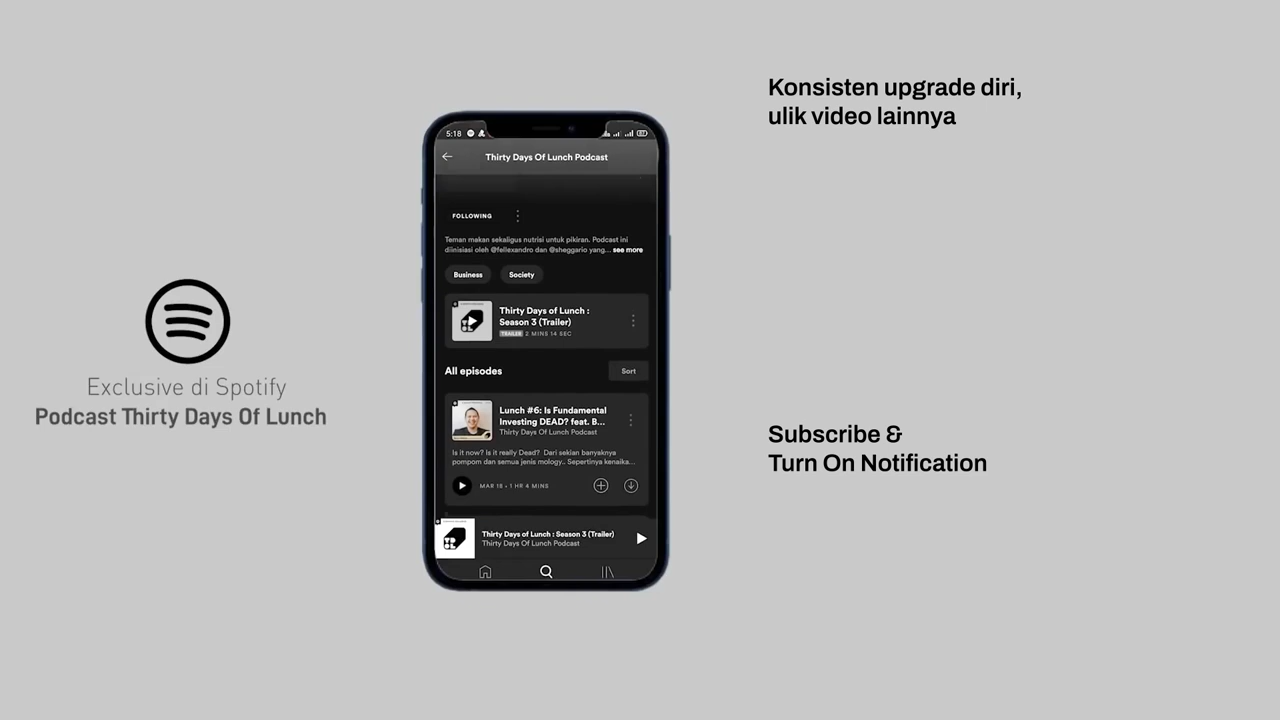 Exclusive di Spotify
Podcast Thirty Days Of Lunch
5:18
Thirty Days Of Lunch Podcast
FOLLOWING
Teman makan sekaligus nutrisi untuk pikiran. Podcast ini
diinisiasi oleh @fellexandro dan @sheggario yang... see more
Business
Society
Thirty Days of Lunch :
Season 3 (Trailer)
TRAILER 2 MINS 14 SEC
All episodes
Sort
Lunch #6: Is Fundamental
Investing DEAD? feat. B...
Thirty Days Of Lunch Podcast
Is it now? Is it really Dead? Dari sekian banyaknya
pompom dan semua jenis mology.. Sepertinya kenaika...
MAR 18 • 1 HR 4 MINS
TDOL
Thirty Days of Lunch : Season 3 (Trailer)
Thirty Days Of Lunch Podcast
Konsisten upgrade diri,
ulik video lainnya
Subscribe &
Turn On Notification